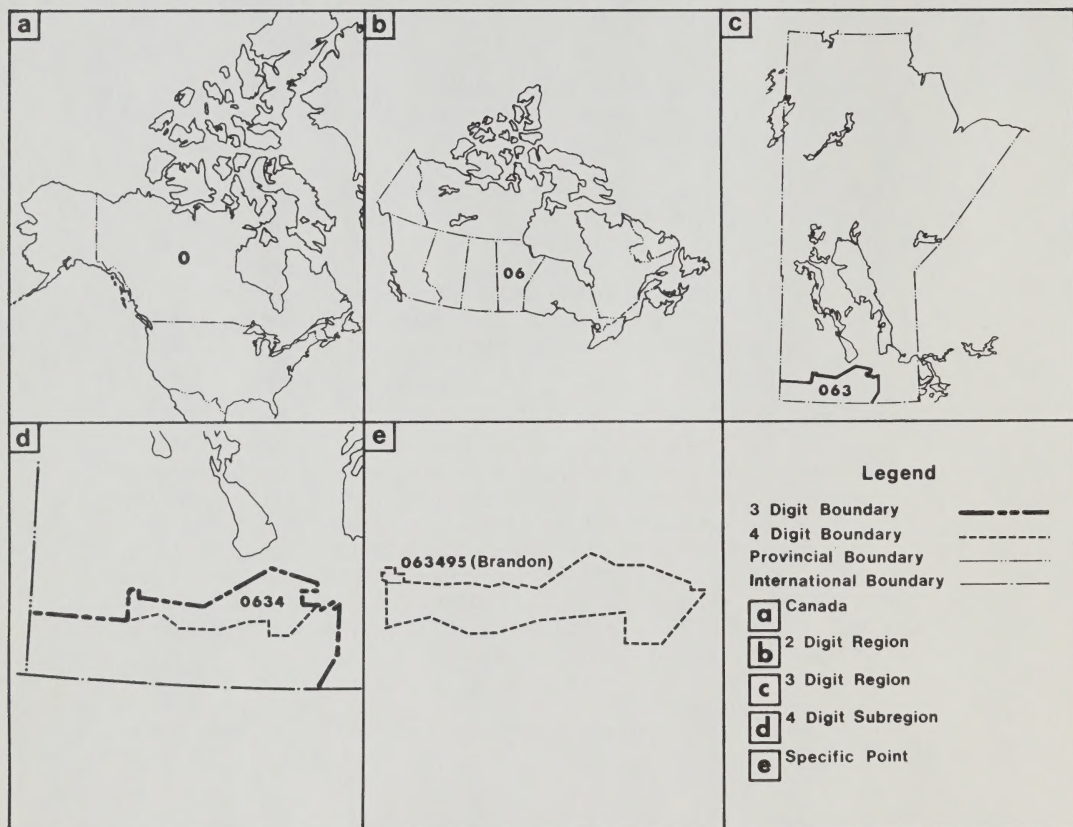 a
0
b
06
c
063
d
0634
e
063495 (Brandon)
Legend
3 Digit Boundary
4 Digit Boundary
Provincial Boundary
International Boundary
a Canada
b 2 Digit Region
c 3 Digit Region
d 4 Digit Subregion
e Specific Point